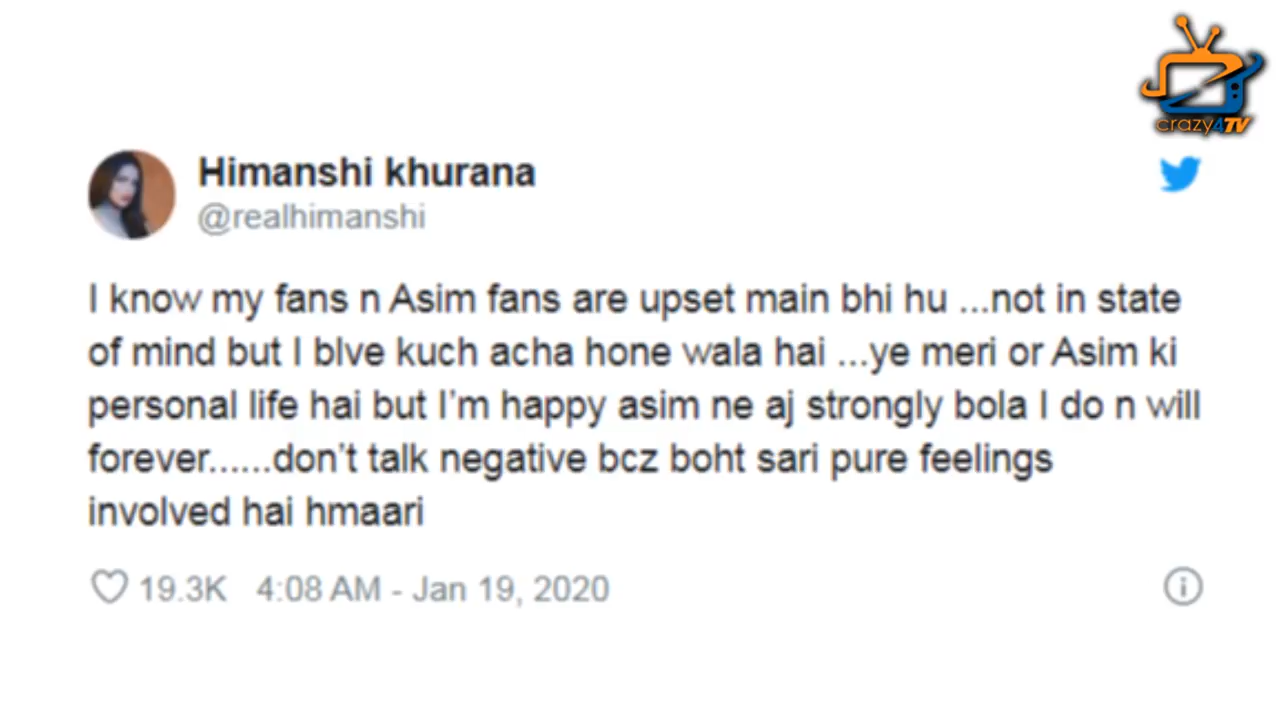 crazy4TV
Himanshi khurana
@realhimanshi
I know my fans n Asim fans are upset main bhi hu ...not in state
of mind but I blve kuch acha hone wala hai ...ye meri or Asim ki
personal life hai but I'm happy asim ne aj strongly bola I do n will
forever......don't talk negative bcz boht sari pure feelings
involved hai hmaari
19.3K 4:08 AM - Jan 19, 2020